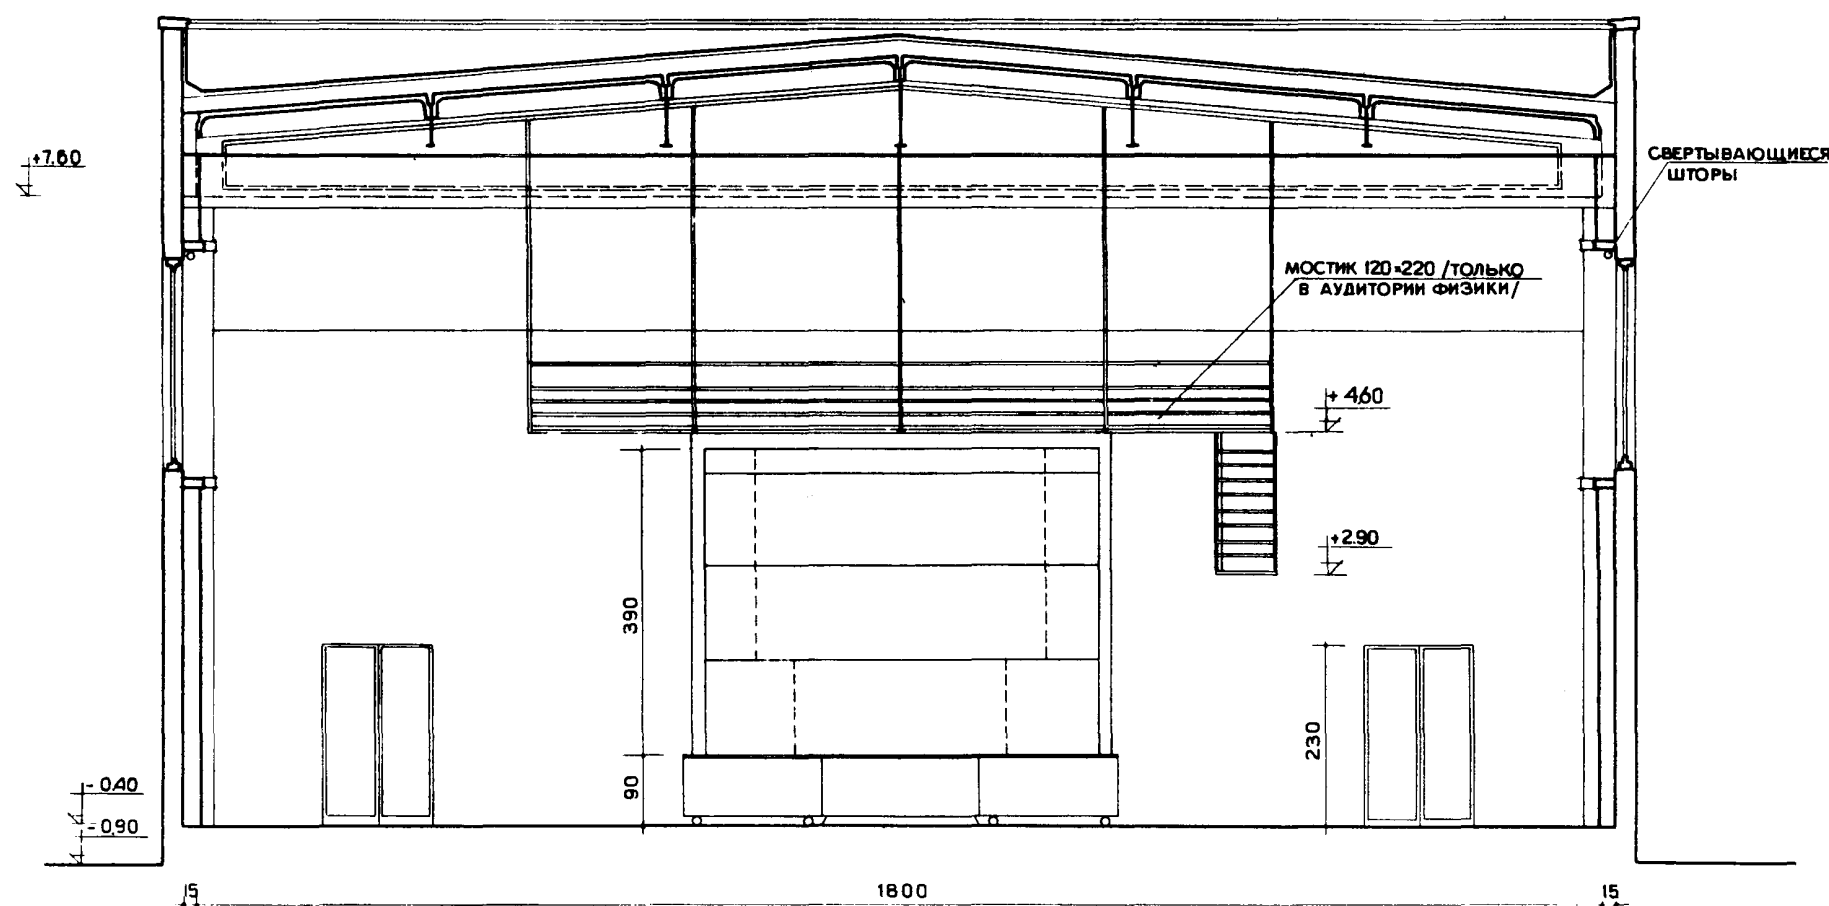 +7.60
СВЕРТЫВАЮЩИЕСЯ
ШТОРЫ
МОСТИК 120×220 /ТОЛЬКО
В АУДИТОРИИ ФИЗИКИ/
+ 4.60
+2.90
390
230
90
- 0.40
- 0.90
15
1800
15